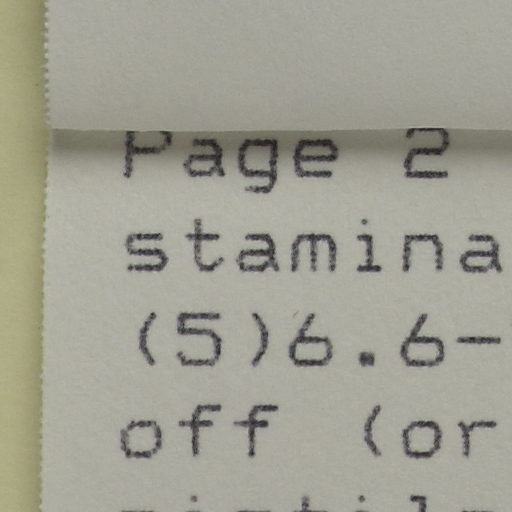 Page 2
stamina
(5)6.6-
off (or